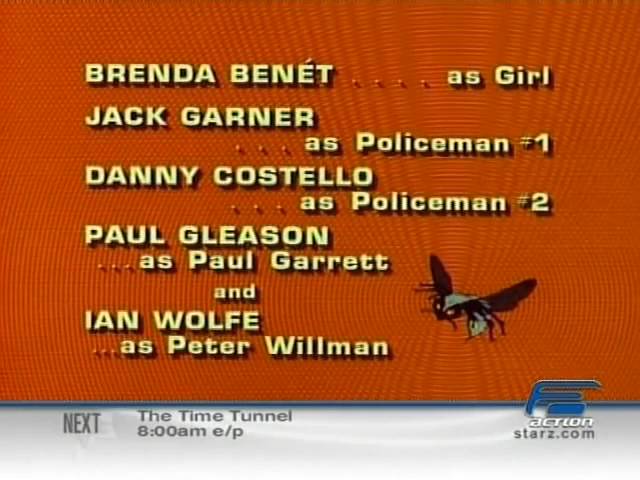 BRENDA BENÉT . . . . as Girl
JACK GARNER
. . . as Policeman #1
DANNY COSTELLO
. . . as Policeman #2
PAUL GLEASON
...as Paul Garrett
and
IAN WOLFE
...as Peter Willman
NEXT
The Time Tunnel
8:00am e/p
ACTION
starz.com